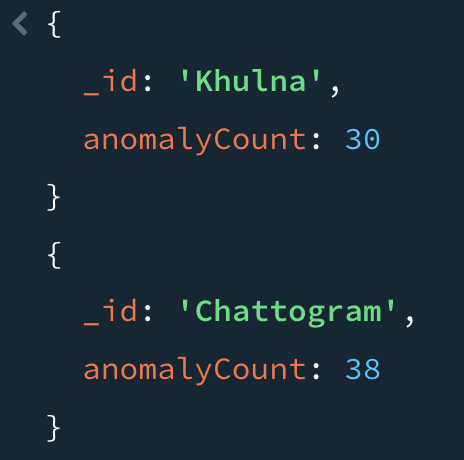 {
_id: 'Khulna',
anomalyCount: 30
}
{
_id: 'Chattogram',
anomalyCount: 38
}